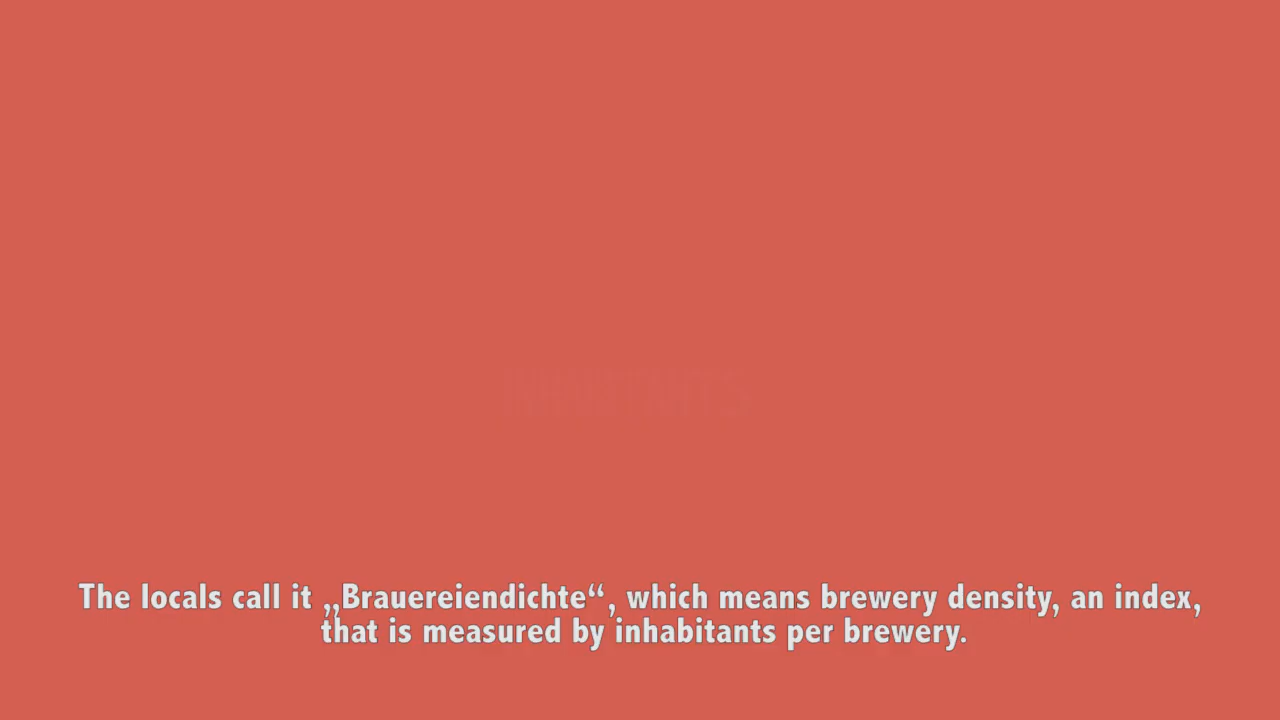 The locals call it „Brauereiendichte“, which means brewery density, an index,
that is measured by inhabitants per brewery.